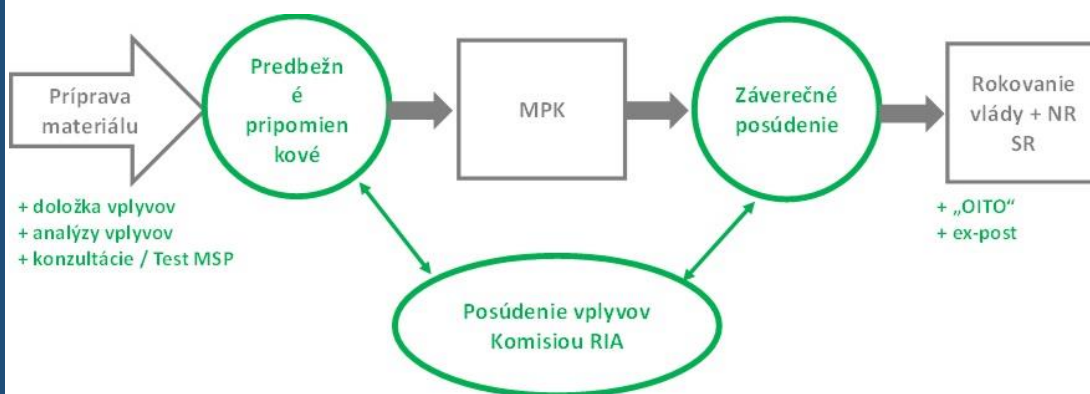 Príprava
materiálu
Predbežn
é
pripomien
kové
MPK
Záverečné
posúdenie
Rokovanie
vlády + NR
SR
+ doložka vplyvov
+ analýzy vplyvov
+ konzultácie / Test MSP
+ „OITO“
+ ex-post
Posúdenie vplyvov
Komisiou RIA